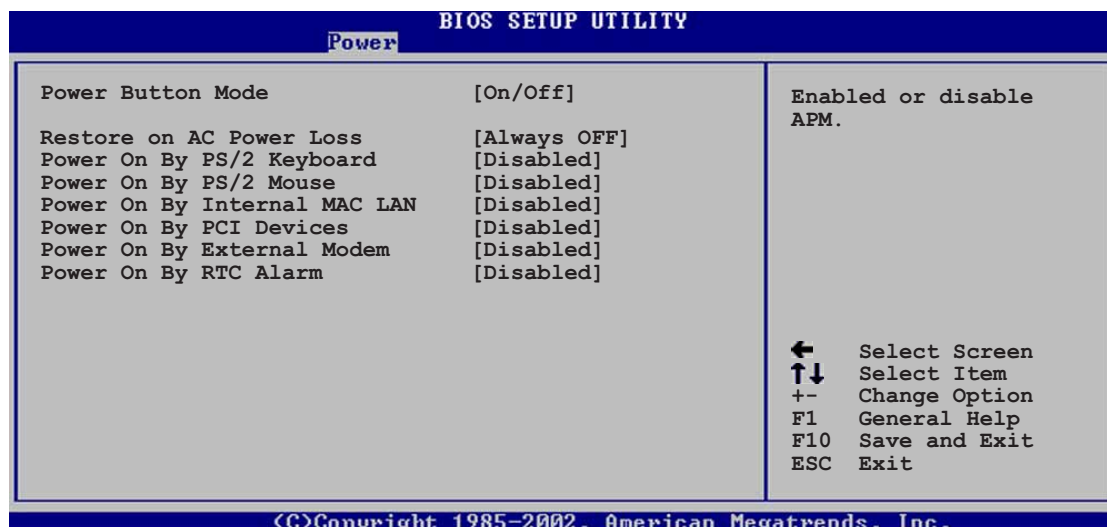 BIOS SETUP UTILITY
Power
Power Button Mode [On/Off]
Restore on AC Power Loss [Always OFF]
Power On By PS/2 Keyboard [Disabled]
Power On By PS/2 Mouse [Disabled]
Power On By Internal MAC LAN [Disabled]
Power On By PCI Devices [Disabled]
Power On By External Modem [Disabled]
Power On By RTC Alarm [Disabled]
Enabled or disable
APM.
← Select Screen
↑↓ Select Item
+- Change Option
F1 General Help
F10 Save and Exit
ESC Exit
(C)Copyright 1985-2002, American Megatrends, Inc.